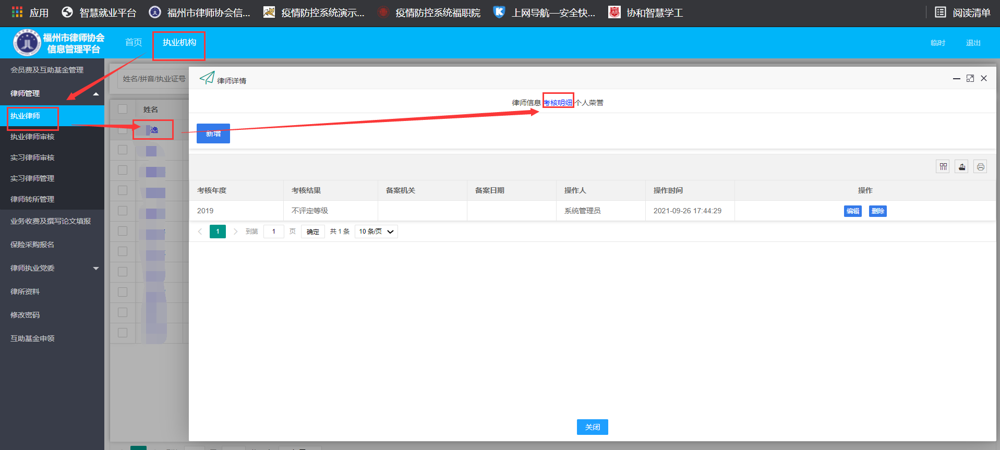 应用 智慧就业平台 福州市律师协会信... 疫情防控系统演示... 疫情防控系统福职院 上网导航—安全快... 协和智慧学工 阅读清单
福州市律师协会
信息管理平台
首页 执业机构 临时 退出
会员费及互助基金管理
律师管理
执业律师
执业律师审核
实习律师审核
实习律师管理
律师转所管理
业务收费及撰写论文填报
保险采购报名
律师执业党委
律所资料
修改密码
互助基金申领
姓名/拼音/执业证号
姓名
逸
律师详情
律师信息 考核明细 个人荣誉
新增
考核年度 考核结果 备案机关 备案日期 操作人 操作时间 操作
2019 不评定等级 系统管理员 2021-09-26 17:44:29 编辑 删除
1 到第 1 页 确定 共 1 条 10 条/页
关闭